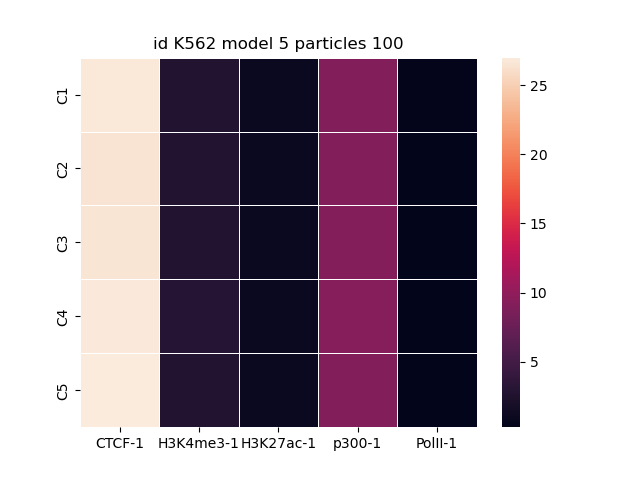 id K562 model 5 particles 100
C1
C2
C3
C4
C5
CTCF-1 H3K4me3-1 H3K27ac-1 p300-1 PolII-1
25
20
15
10
5